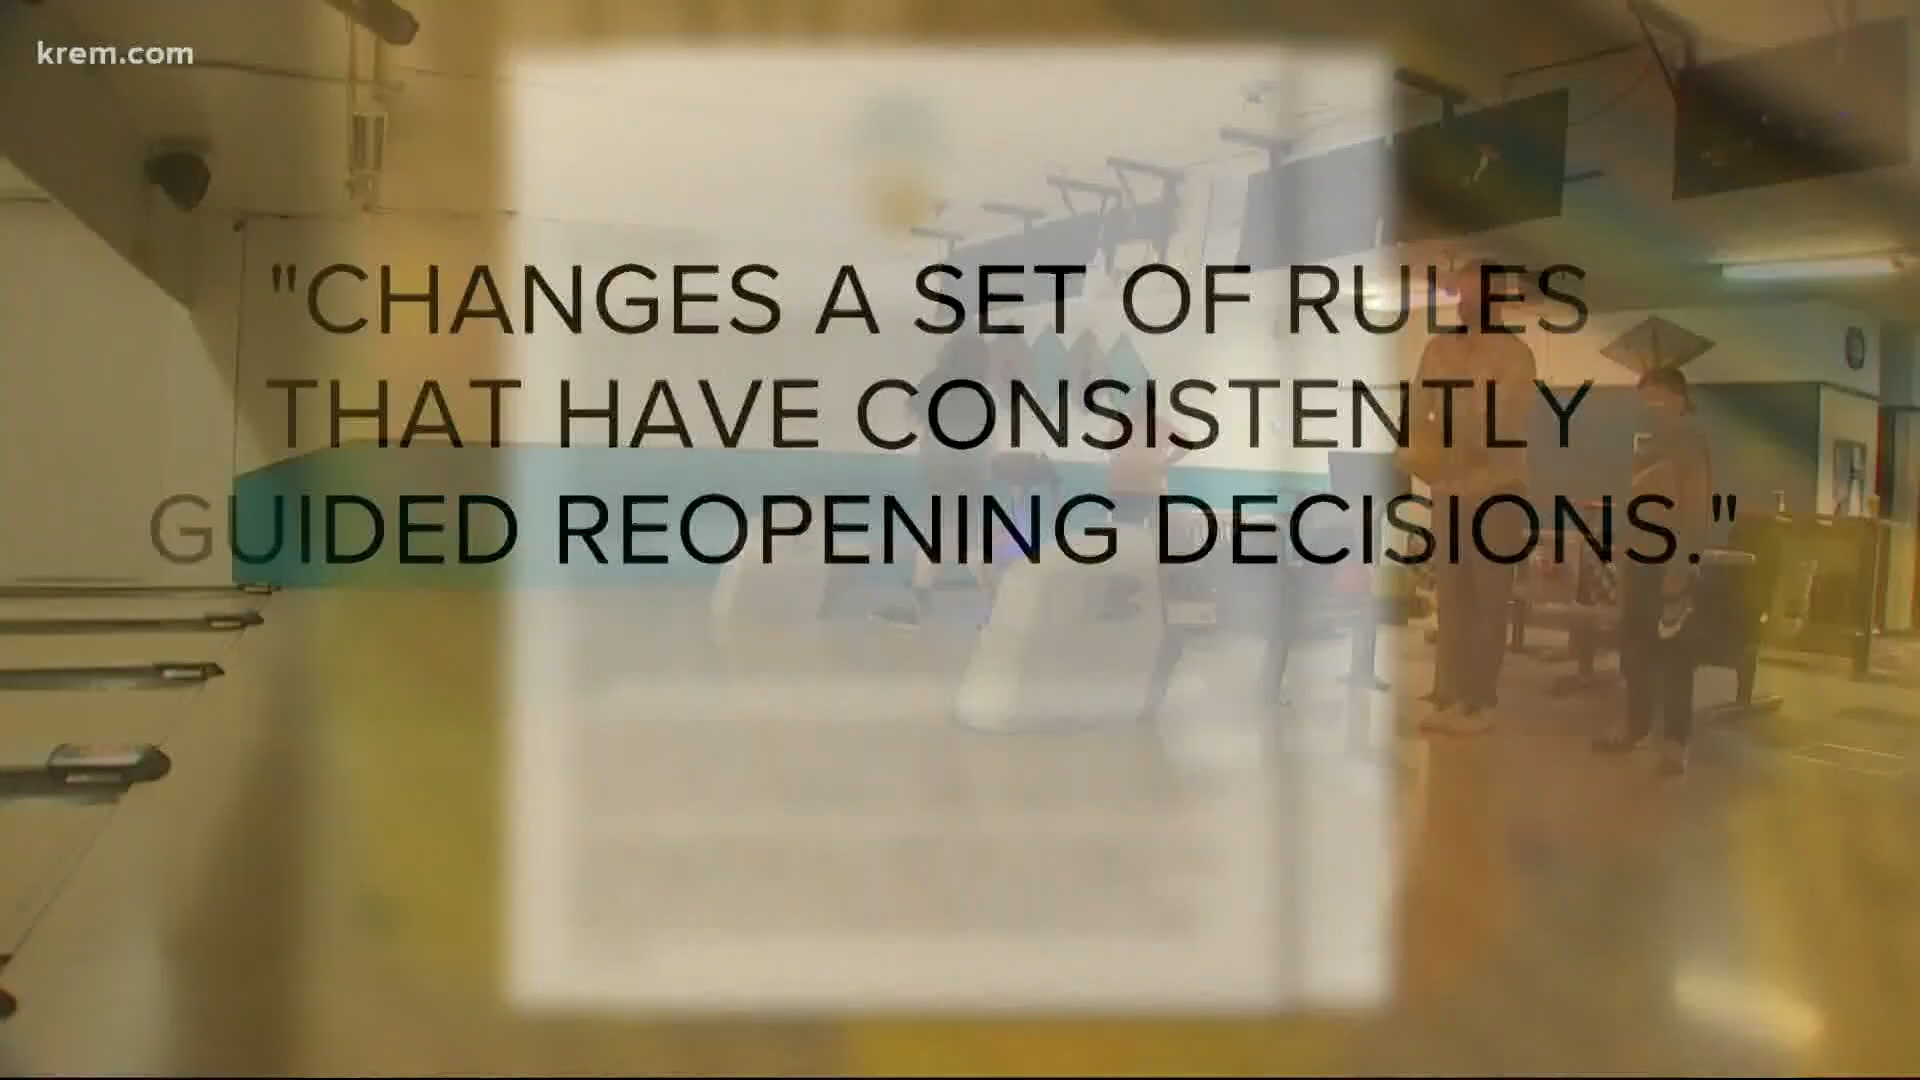 krem.com
"CHANGES A SET OF RULES
THAT HAVE CONSISTENTLY
GUIDED REOPENING DECISIONS."